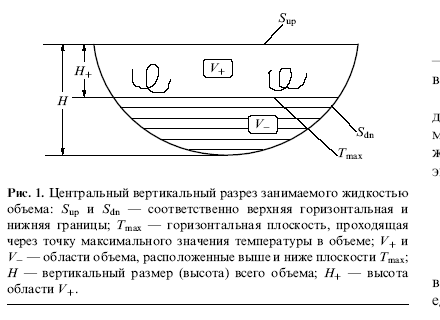 S_up
H_+
V_+
H
V_–
S_dn
T_max
Рис. 1. Центральный вертикальный разрез занимаемого жидкостью
объема: S_up и S_dn — соответственно верхняя горизонтальная и
нижняя границы; T_max — горизонтальная плоскость, проходящая
через точку максимального значения температуры в объеме; V_+ и
V_– — области объема, расположенные выше и ниже плоскости T_max;
H — вертикальный размер (высота) всего объема; H_+ — высота
области V_+.